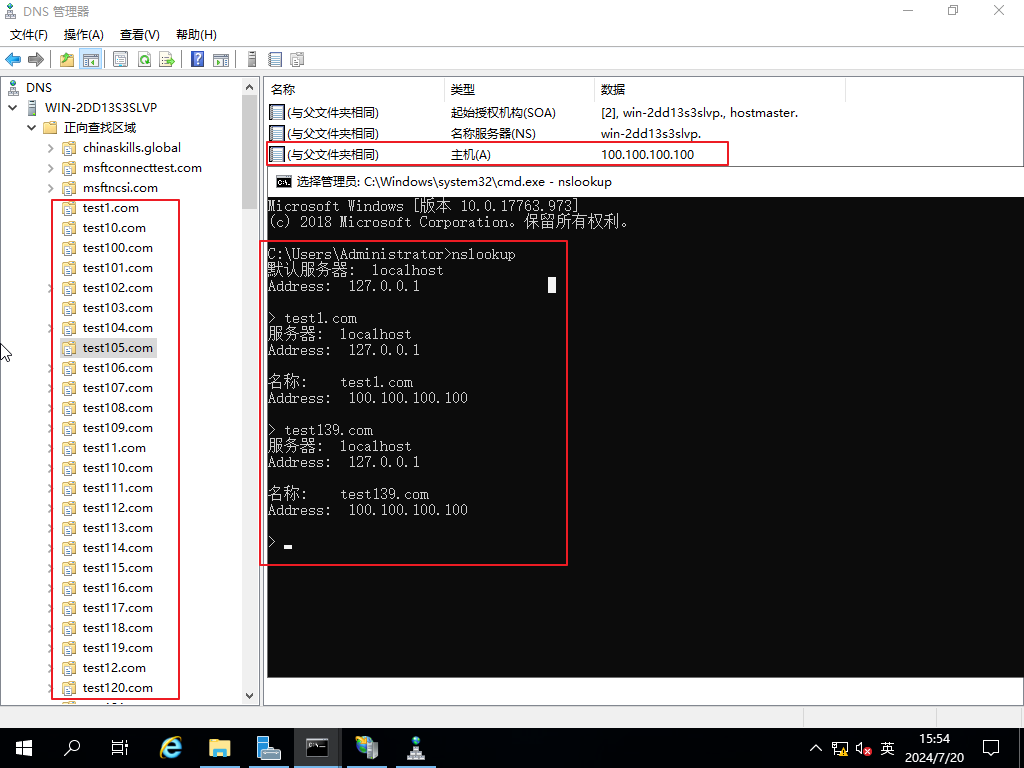 DNS 管理器
文件(F) 操作(A) 查看(V) 帮助(H)
DNS
WIN-2DD13S3SLVP
正向查找区域
chinaskills.global
msftconnecttest.com
msftncsi.com
test1.com
test10.com
test100.com
test101.com
test102.com
test103.com
test104.com
test105.com
test106.com
test107.com
test108.com
test109.com
test11.com
test110.com
test111.com
test112.com
test113.com
test114.com
test115.com
test116.com
test117.com
test118.com
test119.com
test12.com
test120.com
名称 类型 数据
(与父文件夹相同) 起始授权机构(SOA) [2], win-2dd13s3slvp., hostmaster.
(与父文件夹相同) 名称服务器(NS) win-2dd13s3slvp.
(与父文件夹相同) 主机(A) 100.100.100.100
选择管理员: C:\Windows\system32\cmd.exe - nslookup
Microsoft Windows [版本 10.0.17763.973]
(c) 2018 Microsoft Corporation。保留所有权利。
C:\Users\Administrator>nslookup
默认服务器:  localhost
Address:  127.0.0.1
> test1.com
服务器:  localhost
Address:  127.0.0.1
名称:    test1.com
Address:  100.100.100.100
> test139.com
服务器:  localhost
Address:  127.0.0.1
名称:    test139.com
Address:  100.100.100.100
>
英
15:54
2024/7/20